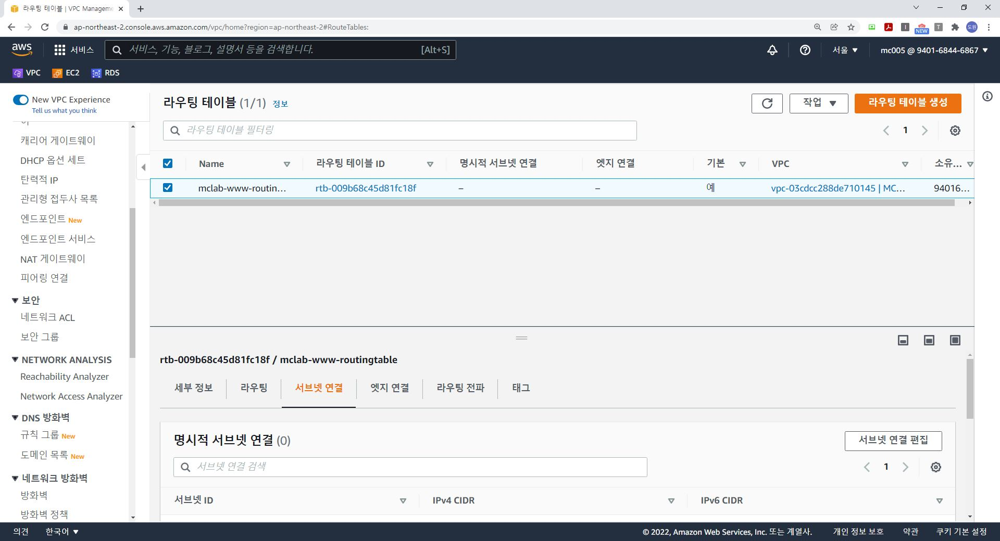 라우팅 테이블 | VPC Manageme
ap-northeast-2.console.aws.amazon.com/vpc/home?region=ap-northeast-2#RouteTables:
NEW
T
도원
aws
서비스
서비스, 기능, 블로그, 설명서 등을 검색합니다.
[Alt+S]
서울 ▼
mc005 @ 9401-6844-6867 ▼
VPC
EC2
RDS
New VPC Experience
Tell us what you think
캐리어 게이트웨이
DHCP 옵션 세트
탄력적 IP
관리형 접두사 목록
엔드포인트 New
엔드포인트 서비스
NAT 게이트웨이
피어링 연결
▼ 보안
네트워크 ACL
보안 그룹
▼ NETWORK ANALYSIS
Reachability Analyzer
Network Access Analyzer
▼ DNS 방화벽
규칙 그룹 New
도메인 목록 New
▼ 네트워크 방화벽
방화벽
방화벽 정책
라우팅 테이블 (1/1) 정보
작업 ▼
라우팅 테이블 생성
라우팅 테이블 필터링
1
Name
라우팅 테이블 ID
명시적 서브넷 연결
엣지 연결
기본
VPC
소유...
mclab-www-routin...
rtb-009b68c45d81fc18f
–
–
예
vpc-03cdcc288de710145 | MC...
94016...
rtb-009b68c45d81fc18f / mclab-www-routingtable
세부 정보
라우팅
서브넷 연결
엣지 연결
라우팅 전파
태그
명시적 서브넷 연결 (0)
서브넷 연결 편집
서브넷 연결 검색
1
서브넷 ID
IPv4 CIDR
IPv6 CIDR
의견
한국어 ▼
© 2022, Amazon Web Services, Inc. 또는 계열사.
개인 정보 보호
약관
쿠키 기본 설정